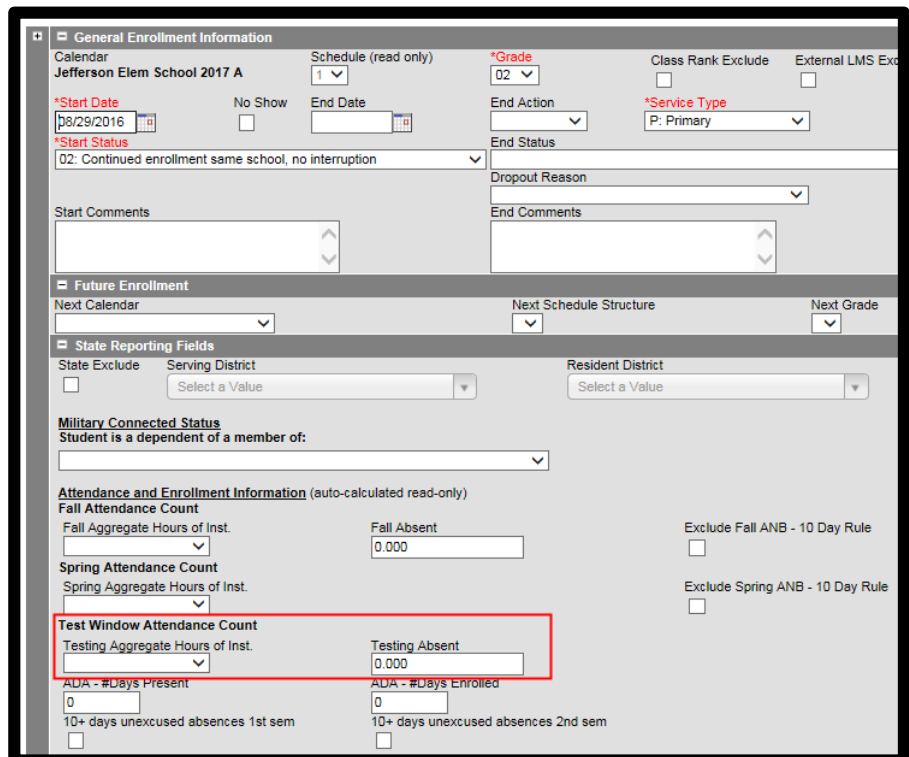 General Enrollment Information
Calendar Schedule (read only) *Grade Class Rank Exclude External LMS Exc
Jefferson Elem School 2017 A 1 02
*Start Date No Show End Date End Action *Service Type
08/29/2016 P: Primary
*Start Status End Status
02: Continued enrollment same school, no interruption
Dropout Reason
Start Comments End Comments
Future Enrollment
Next Calendar Next Schedule Structure Next Grade
State Reporting Fields
State Exclude Serving District Resident District
Select a Value Select a Value
Military Connected Status
Student is a dependent of a member of:
Attendance and Enrollment Information (auto-calculated read-only)
Fall Attendance Count
Fall Aggregate Hours of Inst. Fall Absent Exclude Fall ANB - 10 Day Rule
0.000
Spring Attendance Count
Spring Aggregate Hours of Inst. Exclude Spring ANB - 10 Day Rule
Test Window Attendance Count
Testing Aggregate Hours of Inst. Testing Absent
0.000
ADA - #Days Present ADA - #Days Enrolled
0 0
10+ days unexcused absences 1st sem 10+ days unexcused absences 2nd sem